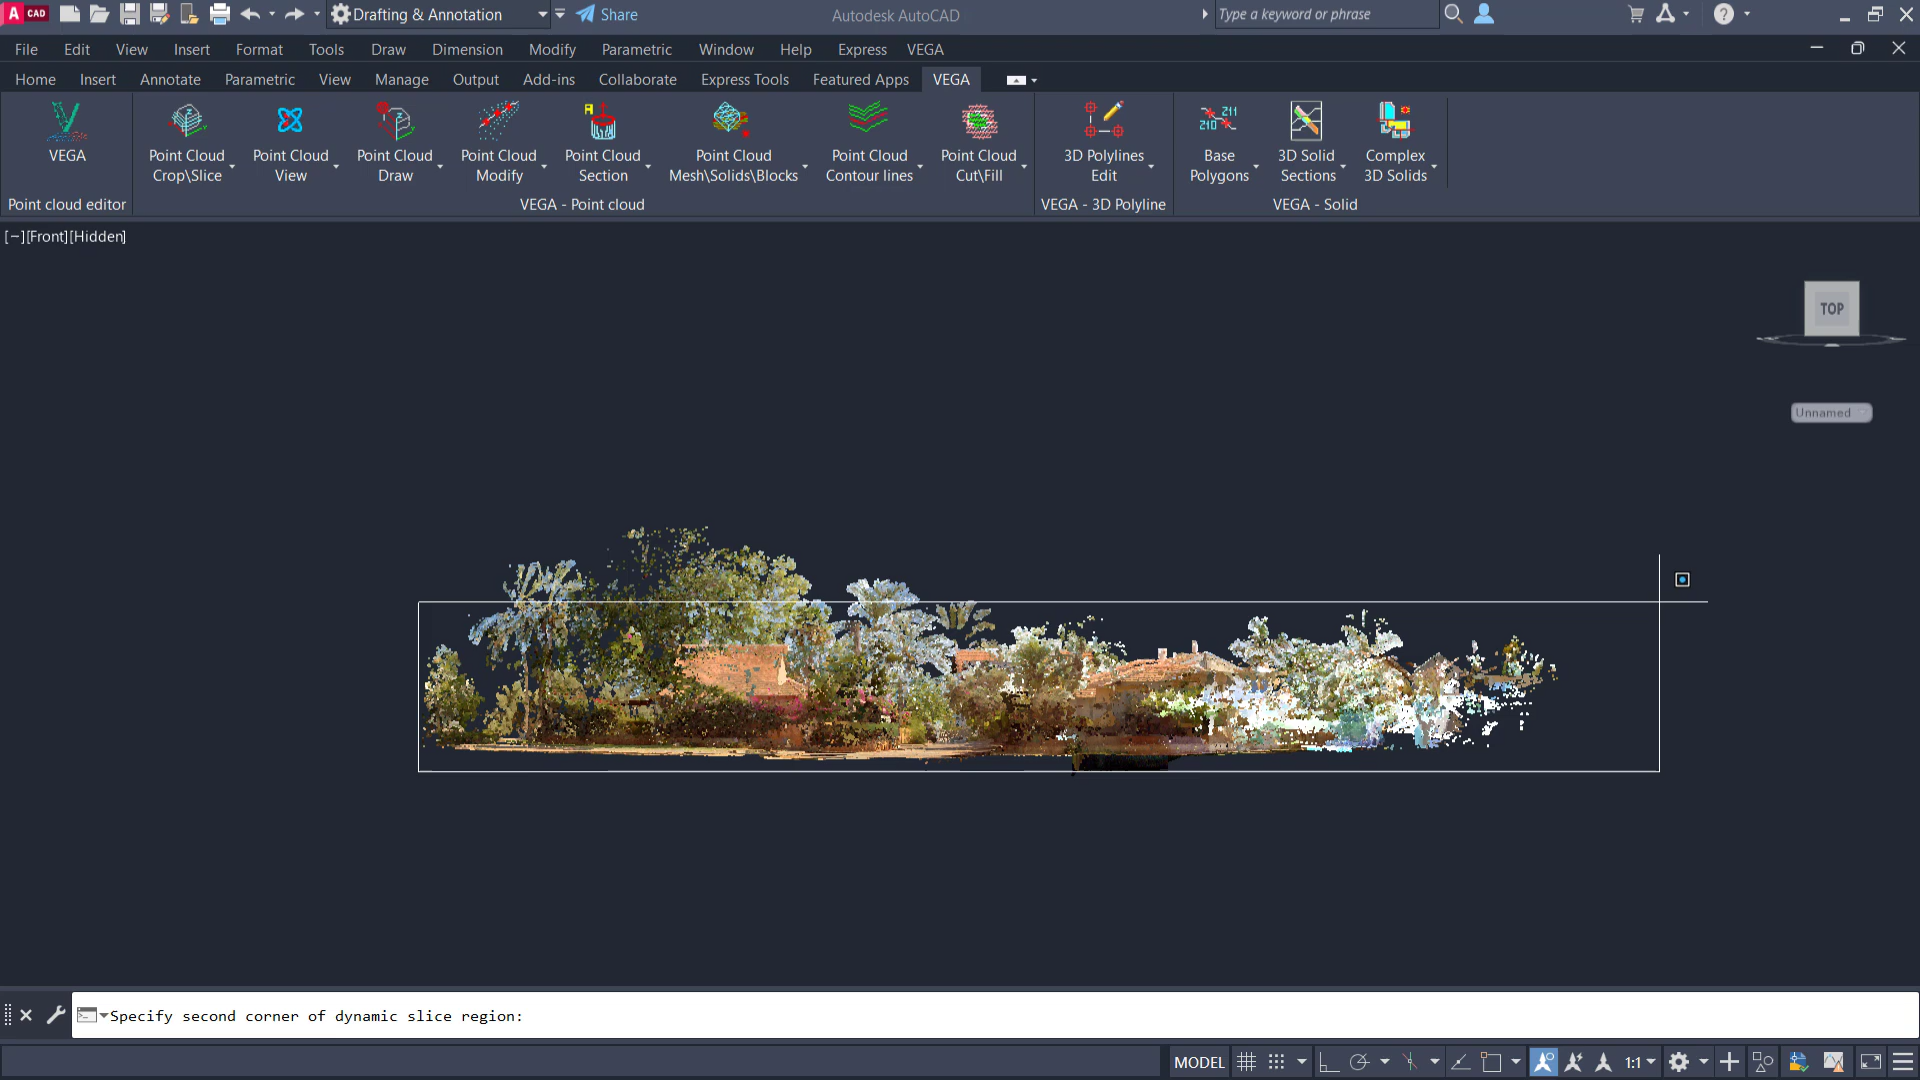 A CAD
Drafting & Annotation
Share
Autodesk AutoCAD
Type a keyword or phrase
File Edit View Insert Format Tools Draw Dimension Modify Parametric Window Help Express VEGA
Home Insert Annotate Parametric View Manage Output Add-ins Collaborate Express Tools Featured Apps VEGA
VEGA
Point Cloud
Crop\Slice
Point Cloud
View
Point Cloud
Draw
Point Cloud
Modify
Point Cloud
Section
Point Cloud
Mesh\Solids\Blocks
Point Cloud
Contour lines
Point Cloud
Cut\Fill
3D Polylines
Edit
211
210
Base
Polygons
3D Solid
Sections
Complex
3D Solids
Point cloud editor
VEGA - Point cloud
VEGA - 3D Polyline
VEGA - Solid
[−][Front][Hidden]
TOP
Unnamed
Specify second corner of dynamic slice region:
MODEL
1:1